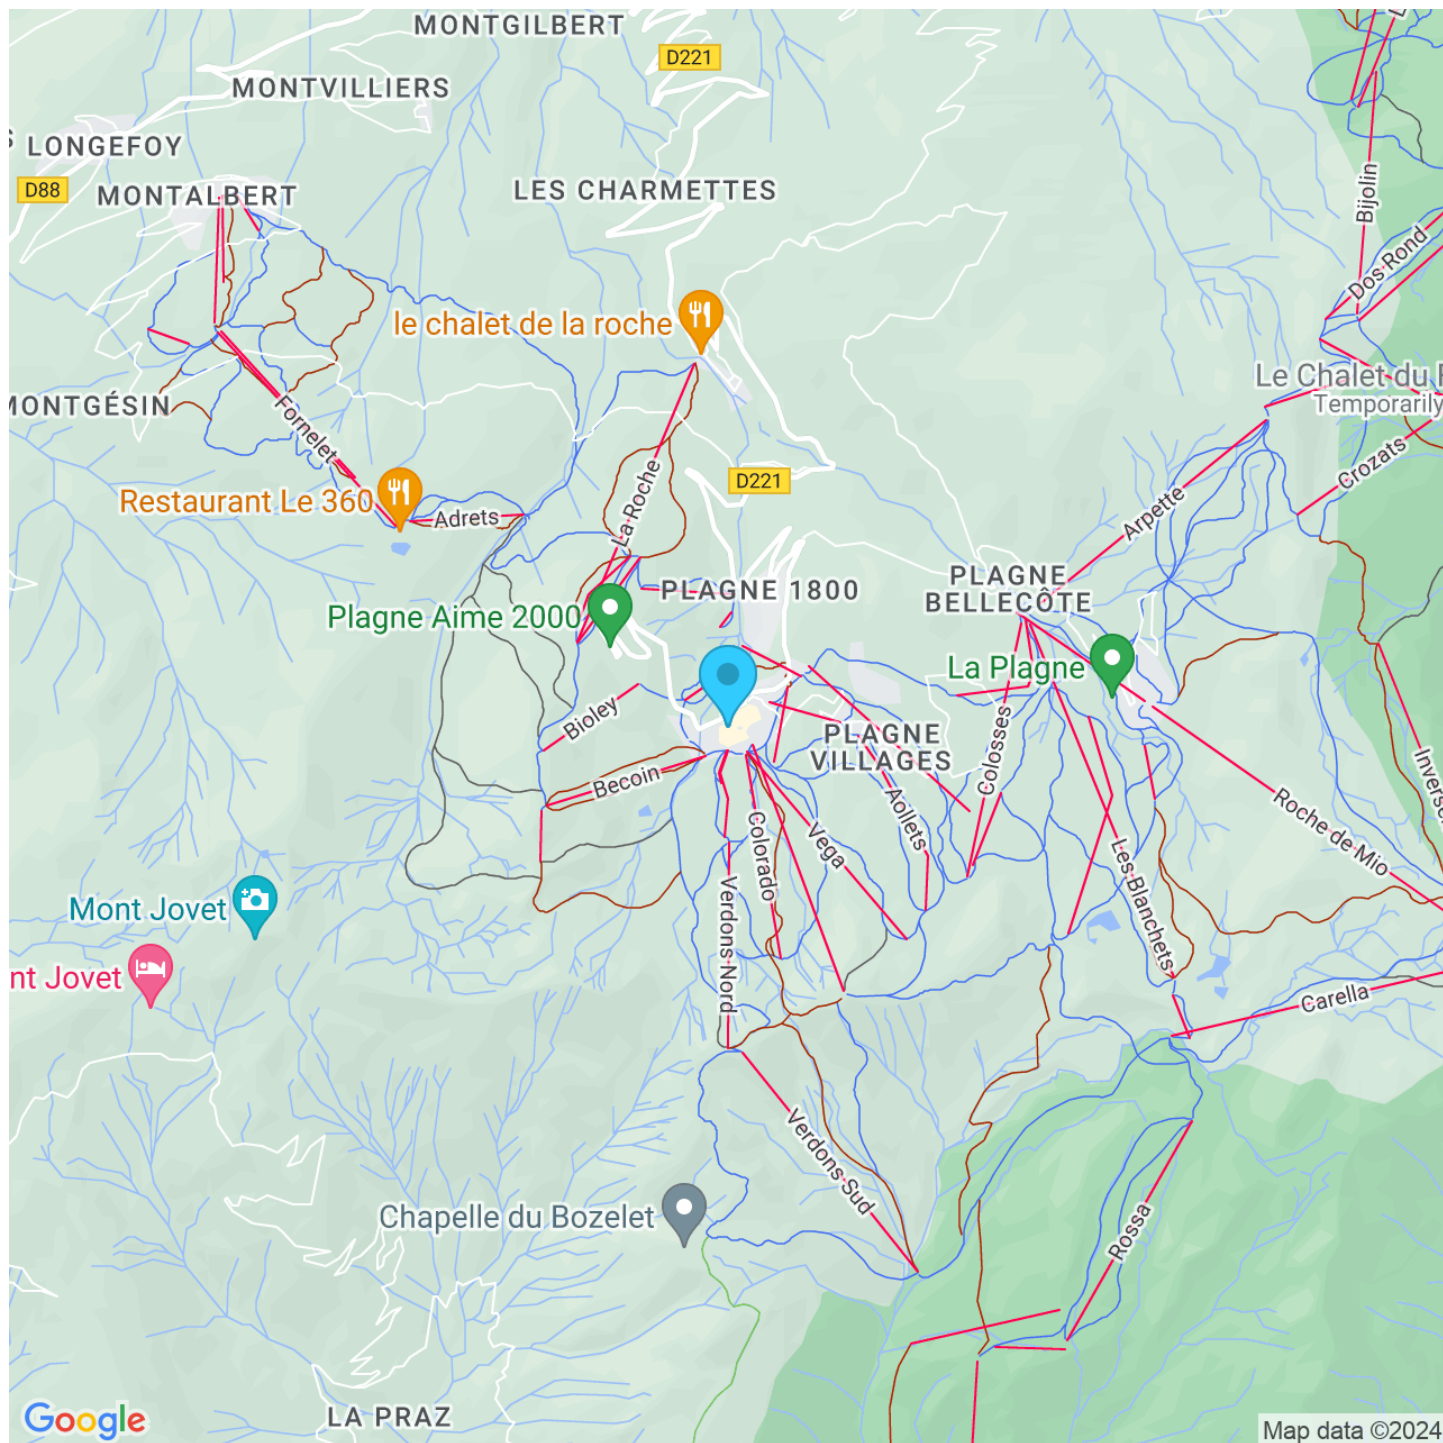 MONTGILBERT
D221
MONTVILLIERS
LONGEFOY
D88
MONTALBERT
LES CHARMETTES
Bijolin
Dos Rond
le chalet de la roche
Le Chalet du
Temporarily
MONTGÉSIN
Fornelet
Crozats
La Roche
D221
Restaurant Le 360
Adrets
Arpette
PLAGNE
BELLECÔTE
PLAGNE 1800
Plagne Aime 2000
La Plagne
Bioley
PLAGNE
VILLAGES
Colosses
Becoin
Aollets
Vega
Colorado
Roche de Mio
Les Blanchets
Verdons Nord
Mont Jovet
nt Jovet
Carella
Verdons Sud
Chapelle du Bozelet
Rossa
LA PRAZ
Google
Map data ©2024